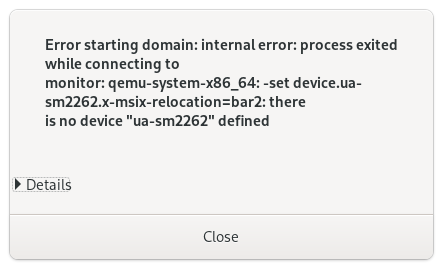 Error starting domain: internal error: process exited
while connecting to
monitor: qemu-system-x86_64: -set device.ua-
sm2262.x-msix-relocation=bar2: there
is no device "ua-sm2262" defined
Details
Close